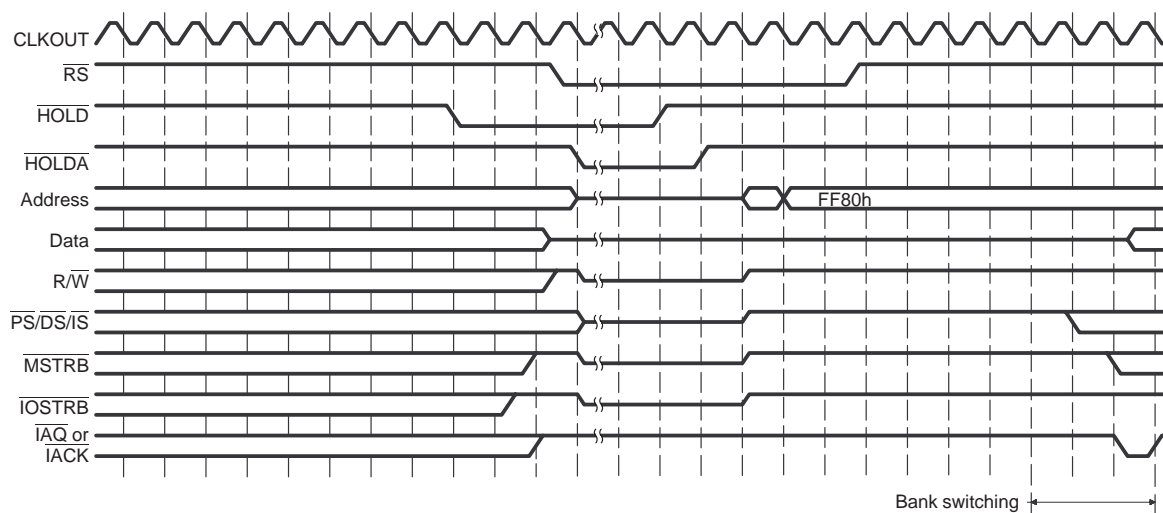 CLKOUT
RS
HOLD
HOLDA
Address
FF80h
Data
R/W
PS/DS/IS
MSTRB
IOSTRB
IAQ or
IACK
Bank switching